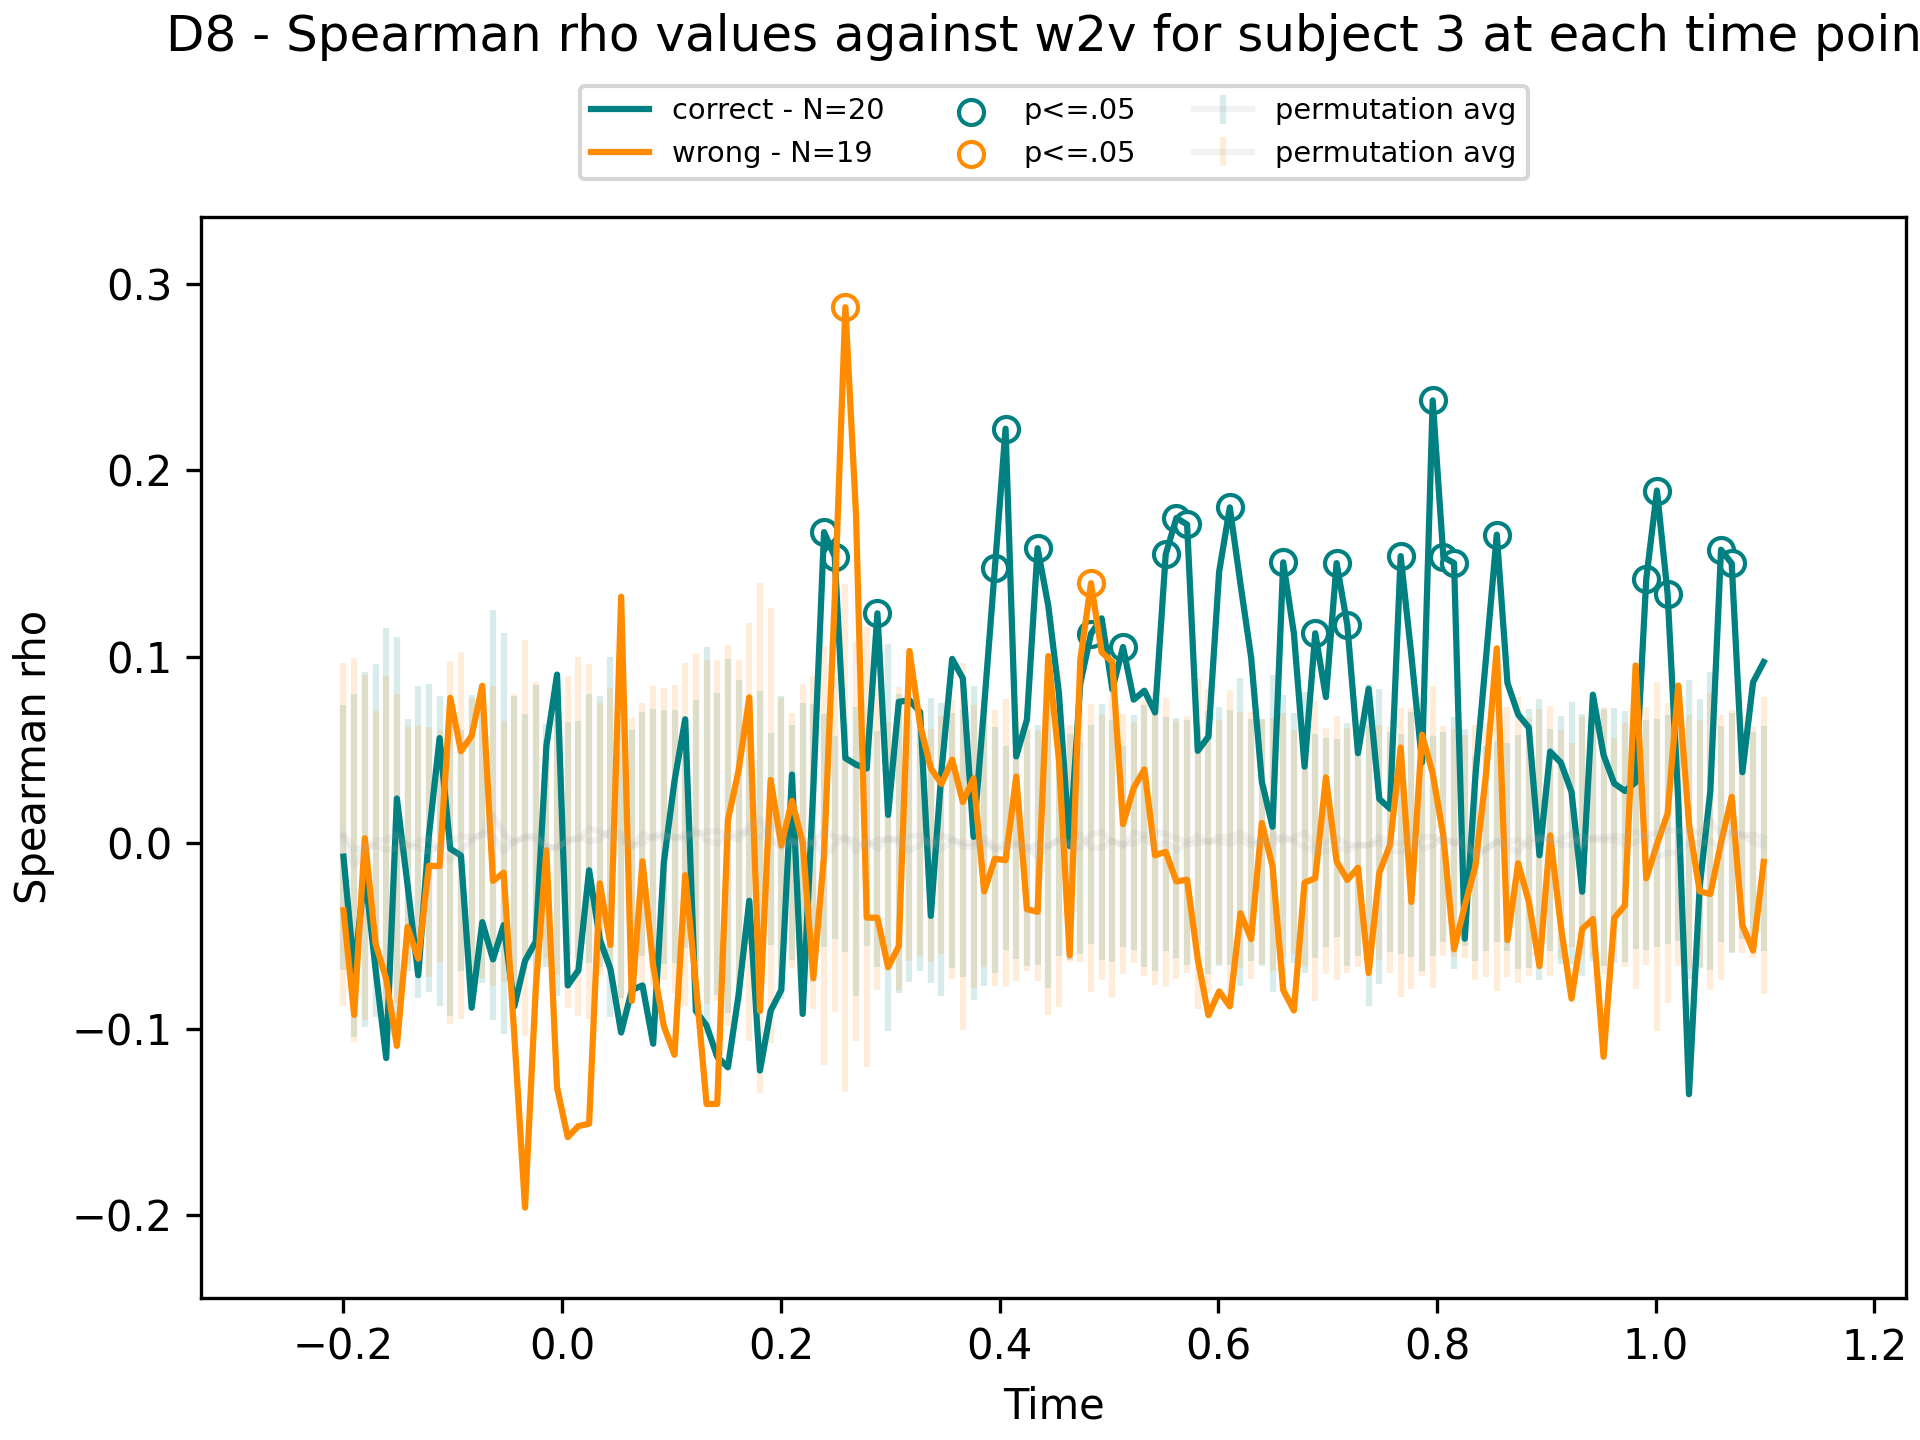 D8 - Spearman rho values against w2v for subject 3 at each time poin
correct - N=20
wrong - N=19
p<=.05
p<=.05
permutation avg
permutation avg
Spearman rho
0.3
0.2
0.1
0.0
−0.1
−0.2
−0.2 0.0 0.2 0.4 0.6 0.8 1.0 1.2
Time